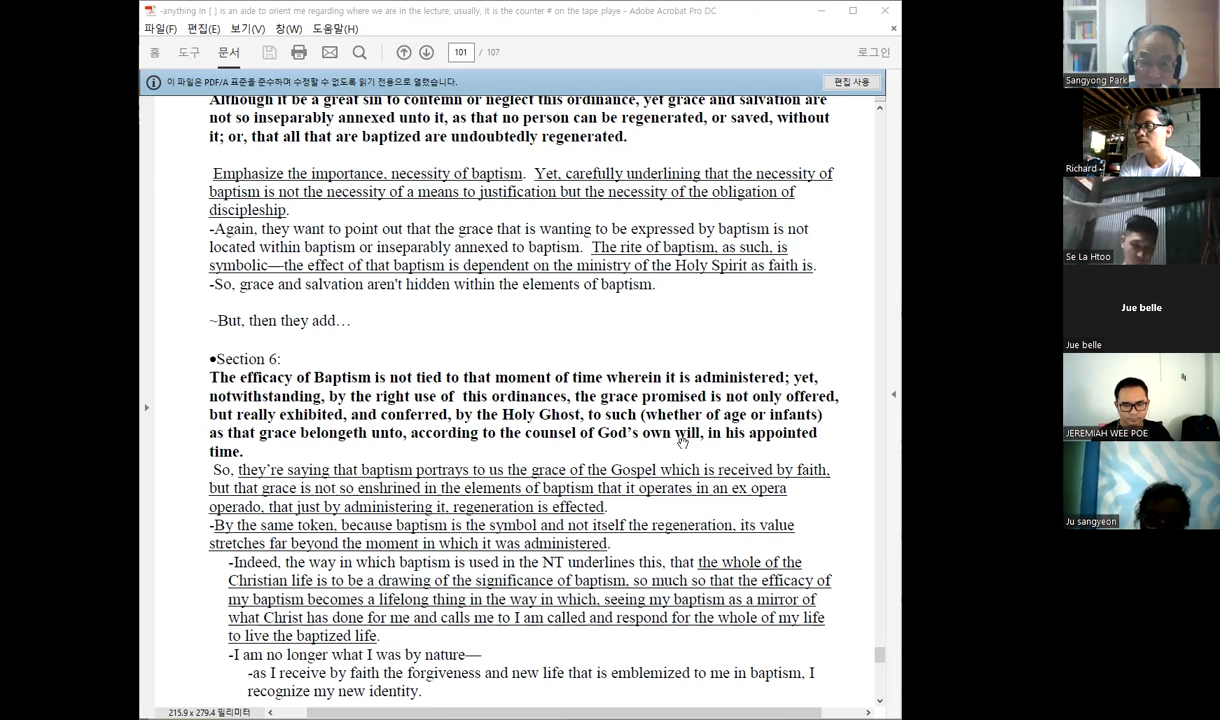 -anything in [ ] is an aide to orient me regarding where we are in the lecture; usually, it is the counter # on the tape playe - Adobe Acrobat Pro DC
파일(F) 편집(E) 보기(V) 창(W) 도움말(H)
홈 도구 문서 101 / 107 로그인
이 파일은 PDF/A 표준을 준수하며 수정할 수 없도록 읽기 전용으로 열렸습니다. 편집 사용
Although it be a great sin to contemn or neglect this ordinance, yet grace and salvation are
not so inseparably annexed unto it, as that no person can be regenerated, or saved, without
it; or, that all that are baptized are undoubtedly regenerated.
Emphasize the importance, necessity of baptism. Yet, carefully underlining that the necessity of
baptism is not the necessity of a means to justification but the necessity of the obligation of
discipleship.
-Again, they want to point out that the grace that is wanting to be expressed by baptism is not
located within baptism or inseparably annexed to baptism. The rite of baptism, as such, is
symbolic—the effect of that baptism is dependent on the ministry of the Holy Spirit as faith is.
-So, grace and salvation aren't hidden within the elements of baptism.
~But, then they add…
•Section 6:
The efficacy of Baptism is not tied to that moment of time wherein it is administered; yet,
notwithstanding, by the right use of this ordinances, the grace promised is not only offered,
but really exhibited, and conferred, by the Holy Ghost, to such (whether of age or infants)
as that grace belongeth unto, according to the counsel of God's own will, in his appointed
time.
So, they're saying that baptism portrays to us the grace of the Gospel which is received by faith,
but that grace is not so enshrined in the elements of baptism that it operates in an ex opera
operado, that just by administering it, regeneration is effected.
-By the same token, because baptism is the symbol and not itself the regeneration, its value
stretches far beyond the moment in which it was administered.
-Indeed, the way in which baptism is used in the NT underlines this, that the whole of the
Christian life is to be a drawing of the significance of baptism, so much so that the efficacy of
my baptism becomes a lifelong thing in the way in which, seeing my baptism as a mirror of
what Christ has done for me and calls me to I am called and respond for the whole of my life
to live the baptized life.
-I am no longer what I was by nature—
-as I receive by faith the forgiveness and new life that is emblemized to me in baptism, I
recognize my new identity.
215.9 x 279.4 밀리미터
Sangyong Park
Richard
Se La Htoo
Jue belle
Jue belle
JEREMIAH WEE POE
Ju sangyeon